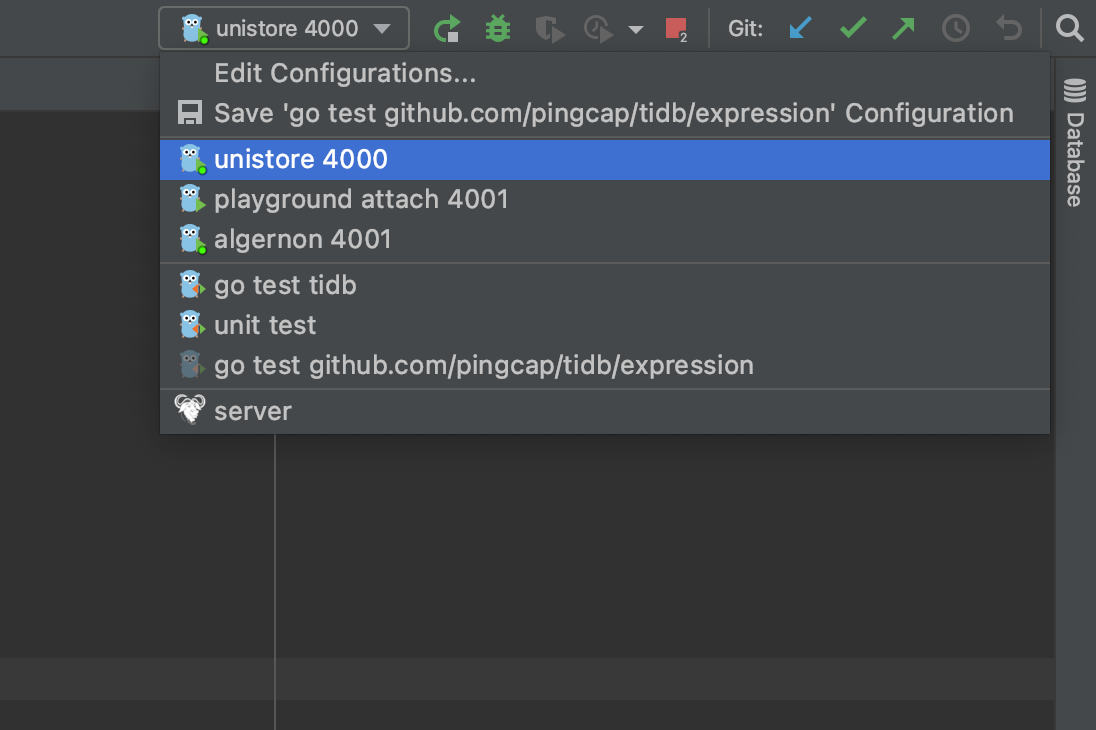 unistore 4000
2
Git:
Edit Configurations...
Save 'go test github.com/pingcap/tidb/expression' Configuration
unistore 4000
playground attach 4001
algernon 4001
go test tidb
unit test
go test github.com/pingcap/tidb/expression
server
Database